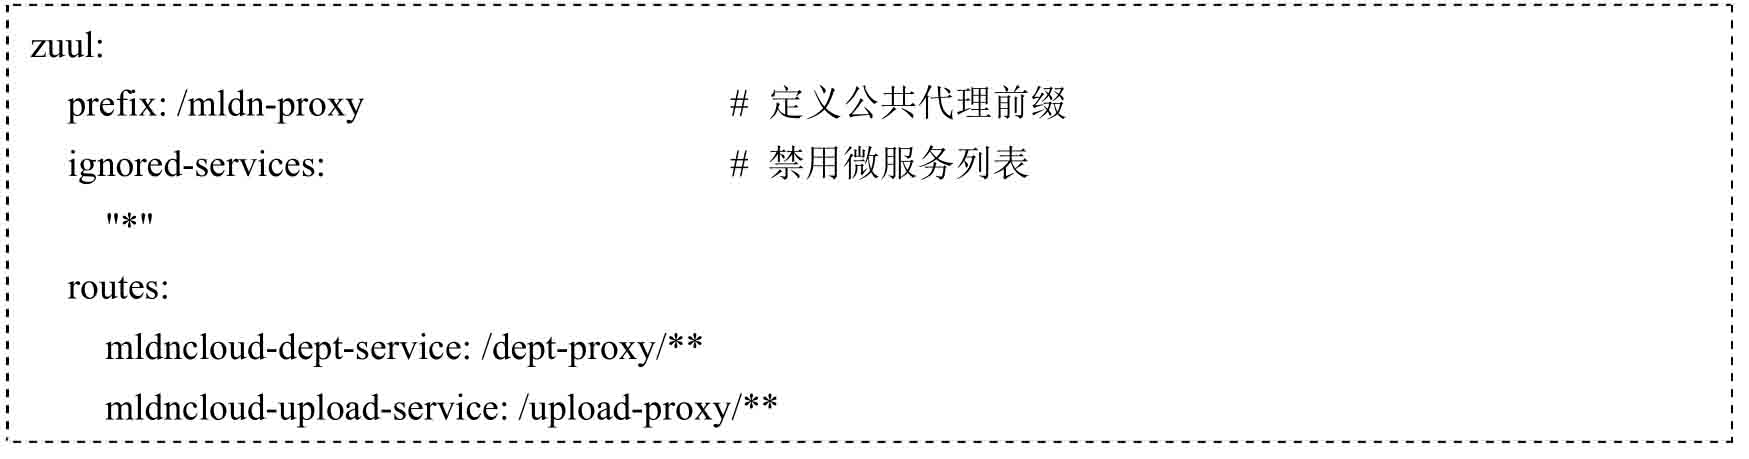 zuul:
prefix: /mldn-proxy # 定义公共代理前缀
ignored-services: # 禁用微服务列表
"*"
routes:
mldncloud-dept-service: /dept-proxy/**
mldncloud-upload-service: /upload-proxy/**